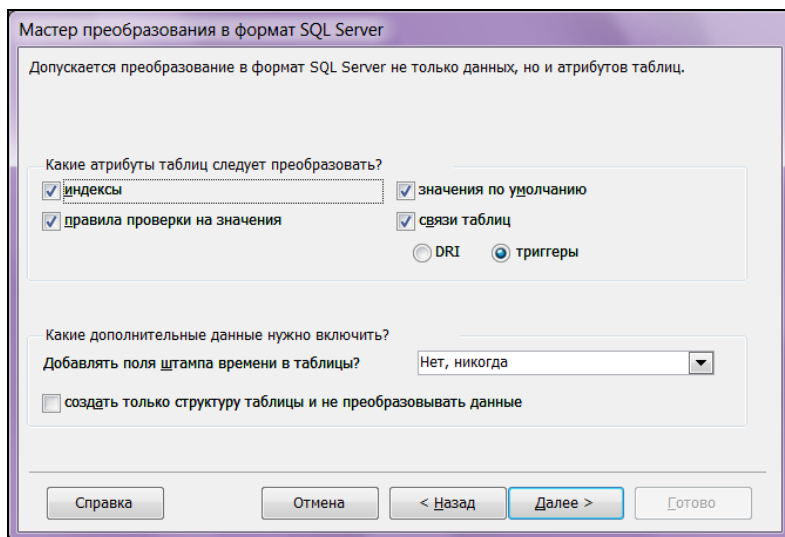 Мастер преобразования в формат SQL Server
Допускается преобразование в формат SQL Server не только данных, но и атрибутов таблиц.
Какие атрибуты таблиц следует преобразовать?
индексы значения по умолчанию
правила проверки на значения связи таблиц
DRI триггеры
Какие дополнительные данные нужно включить?
Добавлять поля штампа времени в таблицы? Нет, никогда
создать только структуру таблицы и не преобразовывать данные
Справка Отмена < Назад Далее > Готово